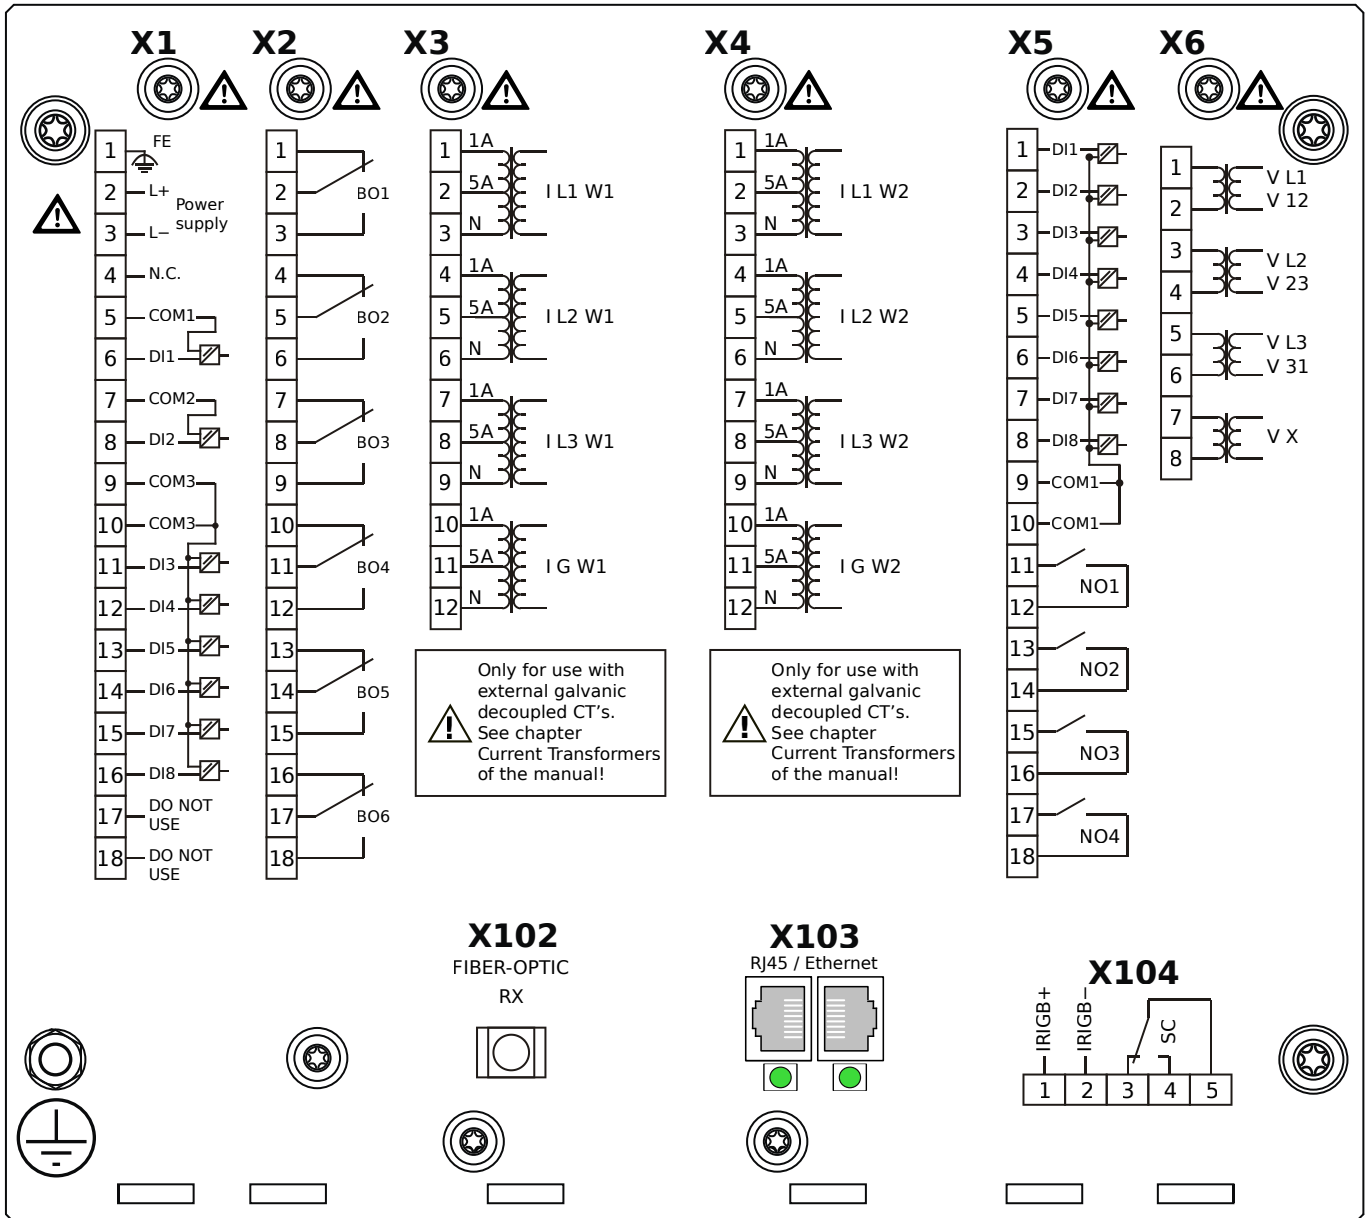 X1
1 FE
2 L+
Power
supply
3 L−
4 N.C.
5 COM1
6 DI1
7 COM2
8 DI2
9 COM3
10 COM3
11 DI3
12 DI4
13 DI5
14 DI6
15 DI7
16 DI8
17 DO NOT
USE
18 DO NOT
USE
X2
1
2 BO1
3
4
5 BO2
6
7
8 BO3
9
10
11 BO4
12
13
14 BO5
15
16
17 BO6
18
X3
1 1A
2 5A I L1 W1
3 N
4 1A
5 5A I L2 W1
6 N
7 1A
8 5A I L3 W1
9 N
10 1A
11 5A I G W1
12 N
Only for use with
external galvanic
decoupled CT's.
See chapter
Current Transformers
of the manual!
X4
1 1A
2 5A I L1 W2
3 N
4 1A
5 5A I L2 W2
6 N
7 1A
8 5A I L3 W2
9 N
10 1A
11 5A I G W2
12 N
Only for use with
external galvanic
decoupled CT's.
See chapter
Current Transformers
of the manual!
X5
1 DI1
2 DI2
3 DI3
4 DI4
5 DI5
6 DI6
7 DI7
8 DI8
9 COM1
10 COM1
11
NO1
12
13
NO2
14
15
NO3
16
17
NO4
18
X6
1 V L1
2 V 12
3 V L2
4 V 23
5 V L3
6 V 31
7
V X
8
X102
FIBER-OPTIC
RX
X103
RJ45 / Ethernet
X104
IRIGB+
IRIGB−
SC
1 2 3 4 5